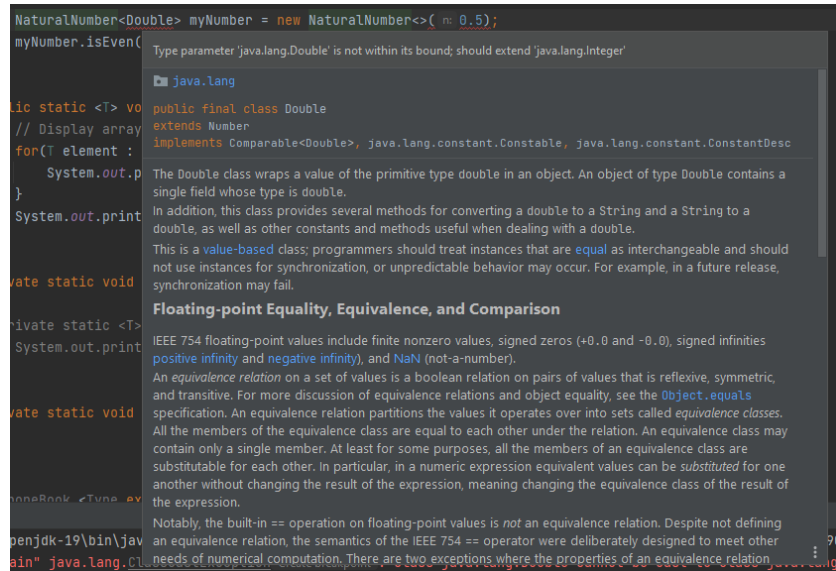 NaturalNumber<Double> myNumber = new NaturalNumber<>( n: 0.5);
myNumber.isEven(
Type parameter 'java.lang.Double' is not within its bound; should extend 'java.lang.Integer'
java.lang
public final class Double
extends Number
implements Comparable<Double>, java.lang.constant.Constable, java.lang.constant.ConstantDesc
lic static <T> vo
// Display array
for(T element :
System.out.p
}
System.out.print
vate static void
rivate static <T>
System.out.print
vate static void
The Double class wraps a value of the primitive type double in an object. An object of type Double contains a
single field whose type is double.
In addition, this class provides several methods for converting a double to a String and a String to a
double, as well as other constants and methods useful when dealing with a double.
This is a value-based class; programmers should treat instances that are equal as interchangeable and should
not use instances for synchronization, or unpredictable behavior may occur. For example, in a future release,
synchronization may fail.
Floating-point Equality, Equivalence, and Comparison
IEEE 754 floating-point values include finite nonzero values, signed zeros (+0.0 and -0.0), signed infinities
positive infinity and negative infinity), and NaN (not-a-number).
An equivalence relation on a set of values is a boolean relation on pairs of values that is reflexive, symmetric,
and transitive. For more discussion of equivalence relations and object equality, see the Object.equals
specification. An equivalence relation partitions the values it operates over into sets called equivalence classes.
All the members of the equivalence class are equal to each other under the relation. An equivalence class may
contain only a single member. At least for some purposes, all the members of an equivalence class are
substitutable for each other. In particular, in a numeric expression equivalent values can be substituted for one
another without changing the result of the expression, meaning changing the equivalence class of the result of
the expression.
Notably, the built-in == operation on floating-point values is not an equivalence relation. Despite not defining
an equivalence relation, the semantics of the IEEE 754 == operator were deliberately designed to meet other
needs of numerical computation. There are two exceptions where the properties of an equivalence relation
penjdk-19\bin\jav
ain" java.lang.